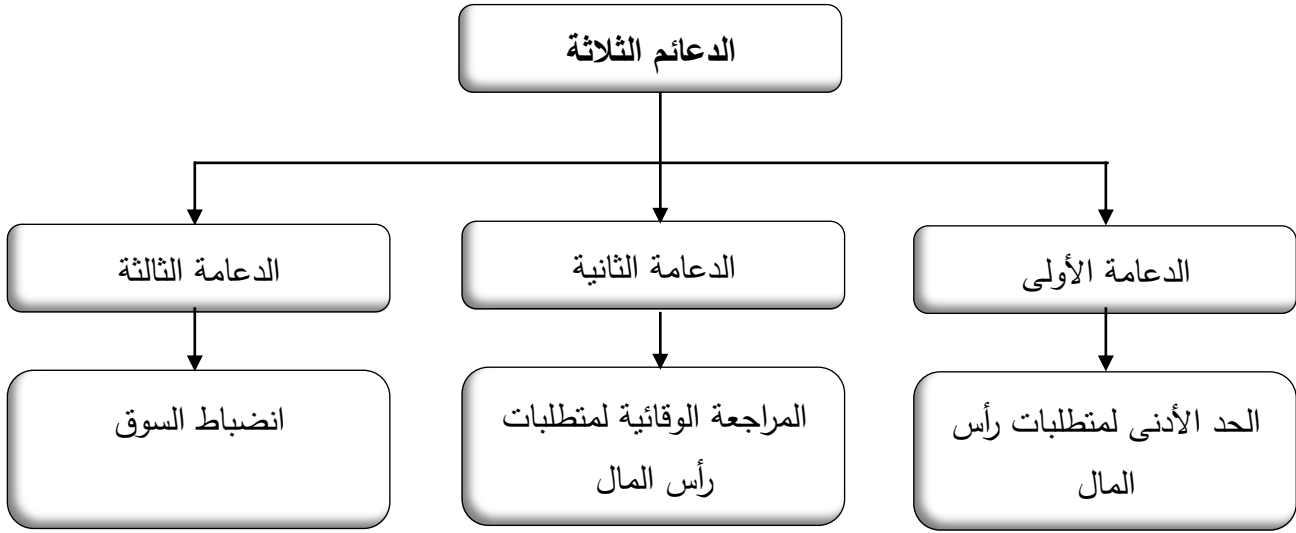 الدعائم الثلاثة
الدعامة الأولى
الدعامة الثانية
الدعامة الثالثة
الحد الأدنى لمتطلبات رأس
المال
المراجعة الوقائية لمتطلبات
رأس المال
انضباط السوق